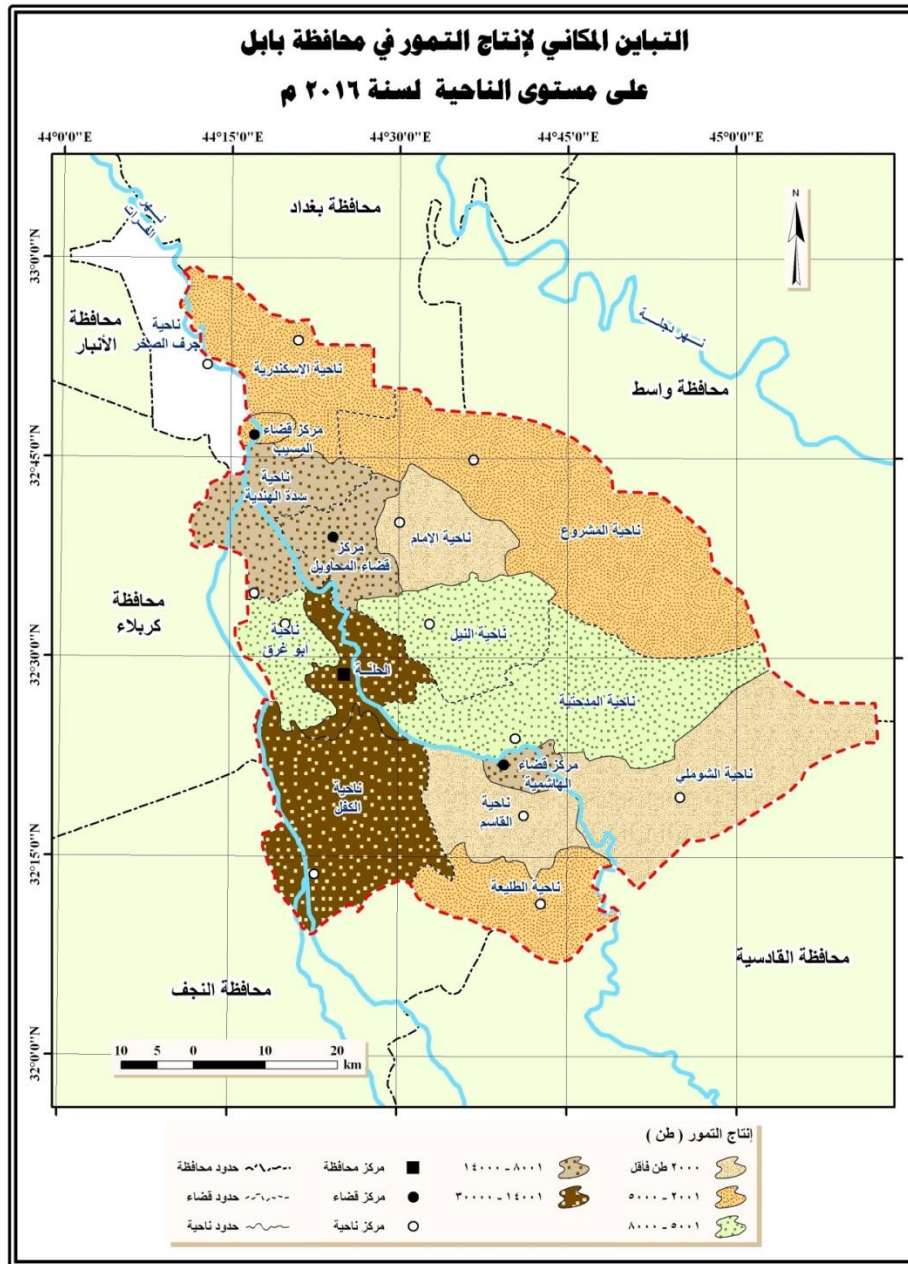 التباين المكاني لإنتاج التمور في محافظة بابل
على مستوى الناحية لسنة ٢٠١٦ م
44°0'0"E
44°15'0"E
44°30'0"E
44°45'0"E
45°0'0"E
33°0'0"N
32°45'0"N
32°30'0"N
32°15'0"N
32°0'0"N
N
نهر الفرات
محافظة بغداد
محافظة
الأنبار
ناحية
جرف الصخر
ناحية الإسكندرية
نهر دجلة
محافظة واسط
مركز قضاء
المسيب
ناحية
سدة الهندية
ناحية المشروع
ناحية الإمام
مركز
قضاء المحاويل
محافظة
كربلاء
ناحية
أبو غرق
ناحية النيل
الحلة
ناحية المدحتية
ناحية الشوملي
مركز قضاء
الهاشمية
ناحية
القاسم
ناحية
الكفل
ناحية الطليعة
محافظة القادسية
محافظة النجف
10 5 0 10 20
km
إنتاج التمور ( طن )
٢٠٠٠ طن فأقل
٢٠٠١ - ٥٠٠٠
٥٠٠١ - ٨٠٠٠
٨٠٠١ - ١٤٠٠٠
١٤٠٠١ - ٣٠٠٠٠
مركز محافظة
مركز قضاء
مركز ناحية
حدود محافظة
حدود قضاء
حدود ناحية